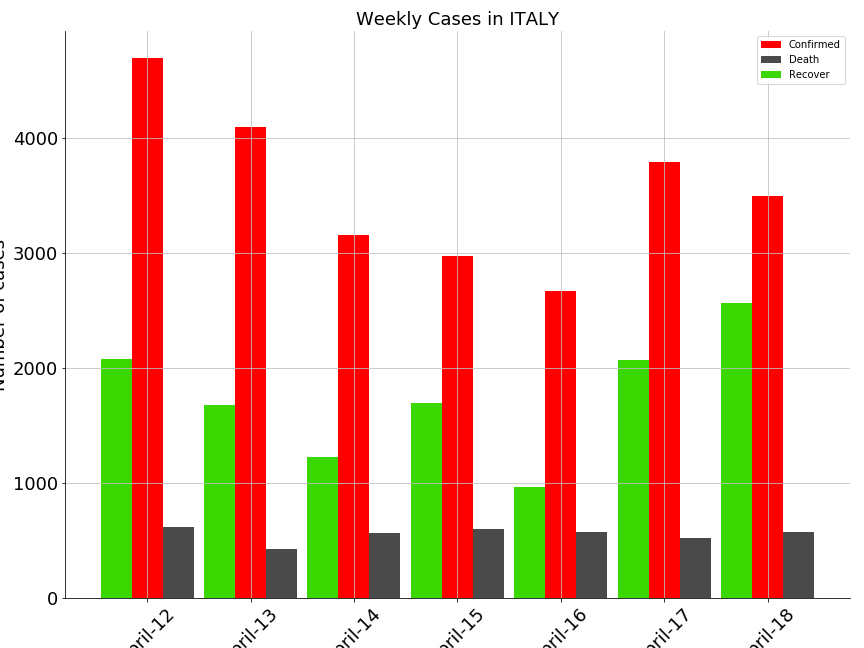 Weekly Cases in ITALY
Confirmed
Death
Recover
4000
3000
2000
1000
0
Number of cases
pril-12
pril-13
pril-14
pril-15
pril-16
pril-17
pril-18